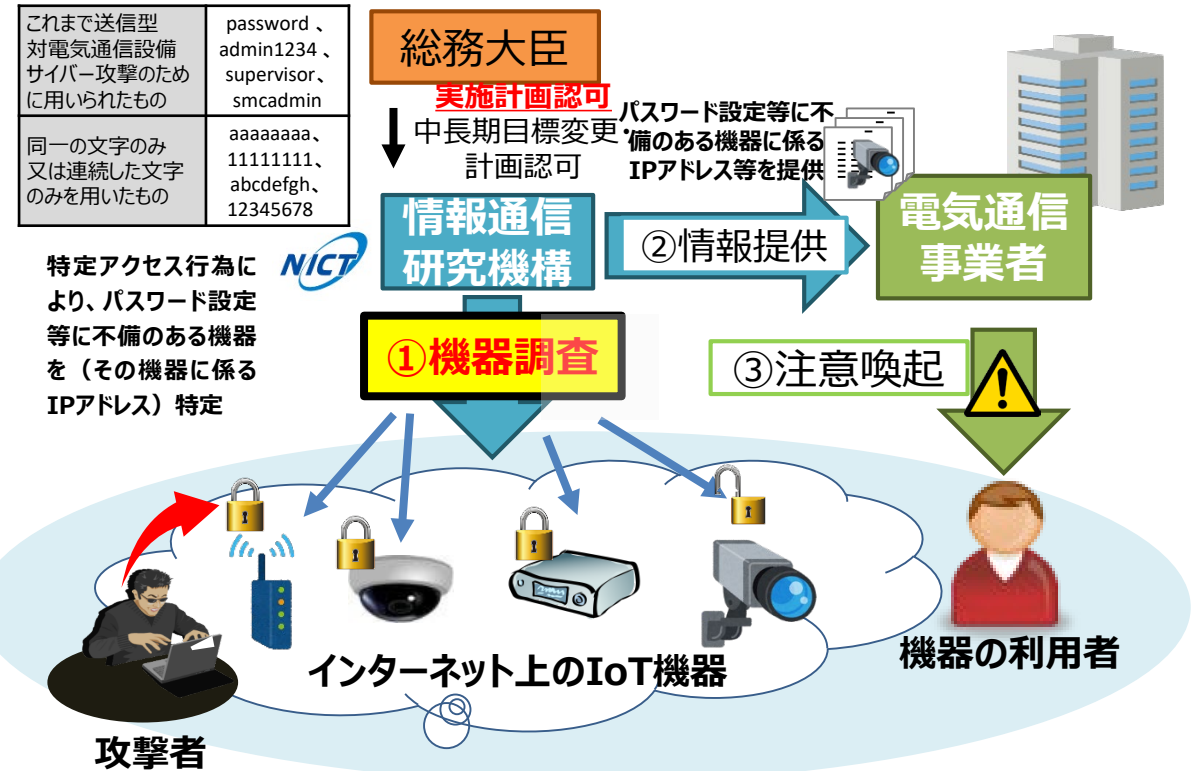 これまで送信型
対電気通信設備
サイバー攻撃のため
に用いられたもの
password 、
admin1234 、
supervisor、
smcadmin
同一の文字のみ
又は連続した文字
のみを用いたもの
aaaaaaaa、
11111111、
abcdefgh、
12345678
総務大臣
実施計画認可
中長期目標変更・
計画認可
パスワード設定等に不
備のある機器に係る
IPアドレス等を提供
情報通信
研究機構
NICT
②情報提供
電気通信
事業者
特定アクセス行為に
より、パスワード設定
等に不備のある機器
を（その機器に係る
IPアドレス）特定
①機器調査
③注意喚起
インターネット上のIoT機器
機器の利用者
攻撃者